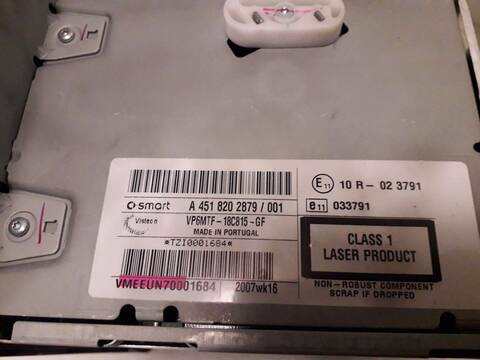 smart A 451 820 2879 / 001
Visteon VP6MTF-18C815-GF
MADE IN PORTUGAL
*TZI0001684*
VMEEUN70001684 2007wk16
E11 10 R - 02 3791
e11 033791
CLASS 1
LASER PRODUCT
NON-ROBUST COMPONENT
SCRAP IF DROPPED
L